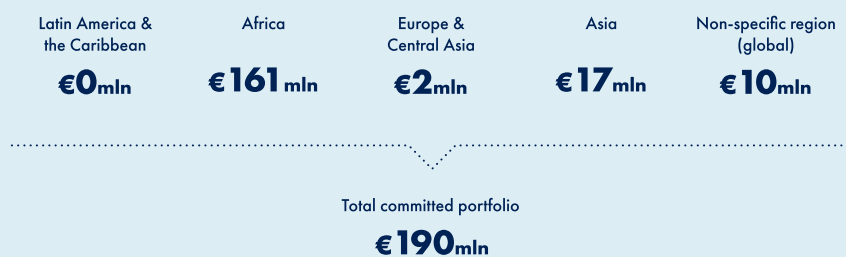 Latin America &
the Caribbean
€0mln
Africa
€161mln
Europe &
Central Asia
€2mln
Asia
€17mln
Non-specific region
(global)
€10mln
Total committed portfolio
€190mln